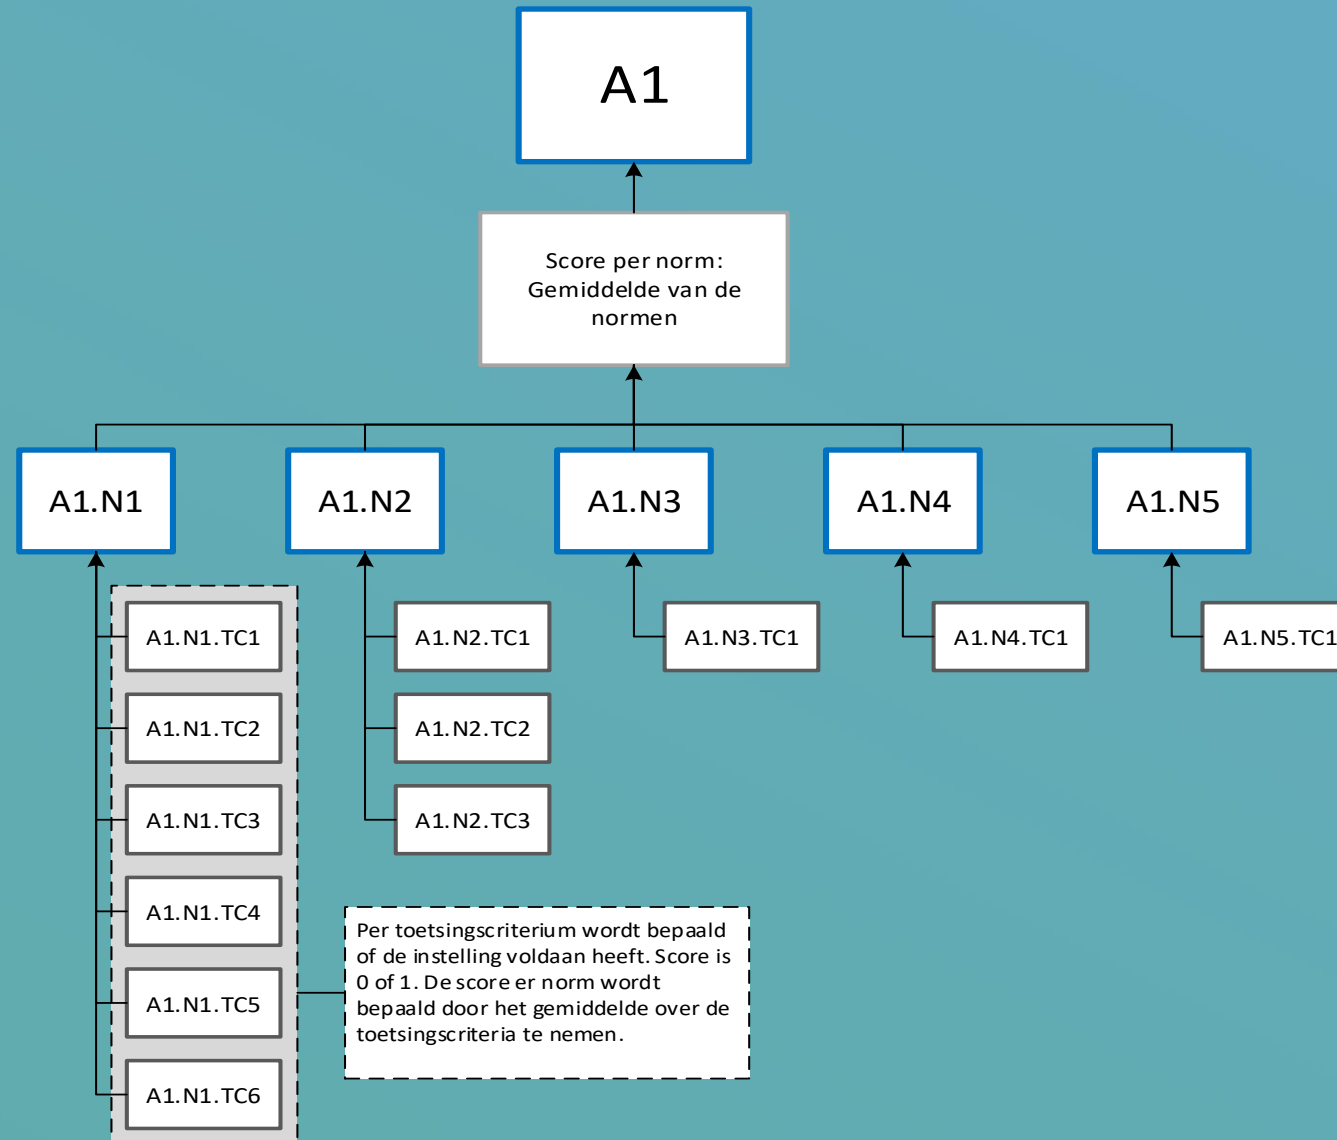 A1
Score per norm:
Gemiddelde van de
normen
A1.N1
A1.N2
A1.N3
A1.N4
A1.N5
A1.N1.TC1
A1.N2.TC1
A1.N3.TC1
A1.N4.TC1
A1.N5.TC1
A1.N1.TC2
A1.N2.TC2
A1.N1.TC3
A1.N2.TC3
A1.N1.TC4
A1.N1.TC5
A1.N1.TC6
Per toetsingscriterium wordt bepaald
of de instelling voldaan heeft. Score is
0 of 1. De score er norm wordt
bepaald door het gemiddelde over de
toetsingscriteria te nemen.